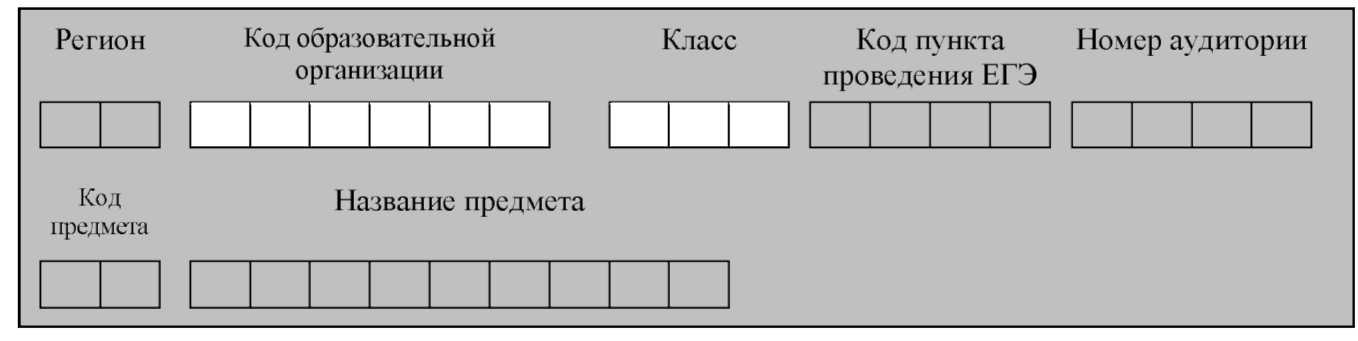 Регион
Код образовательной
организации
Класс
Код пункта
проведения ЕГЭ
Номер аудитории
Код
предмета
Название предмета